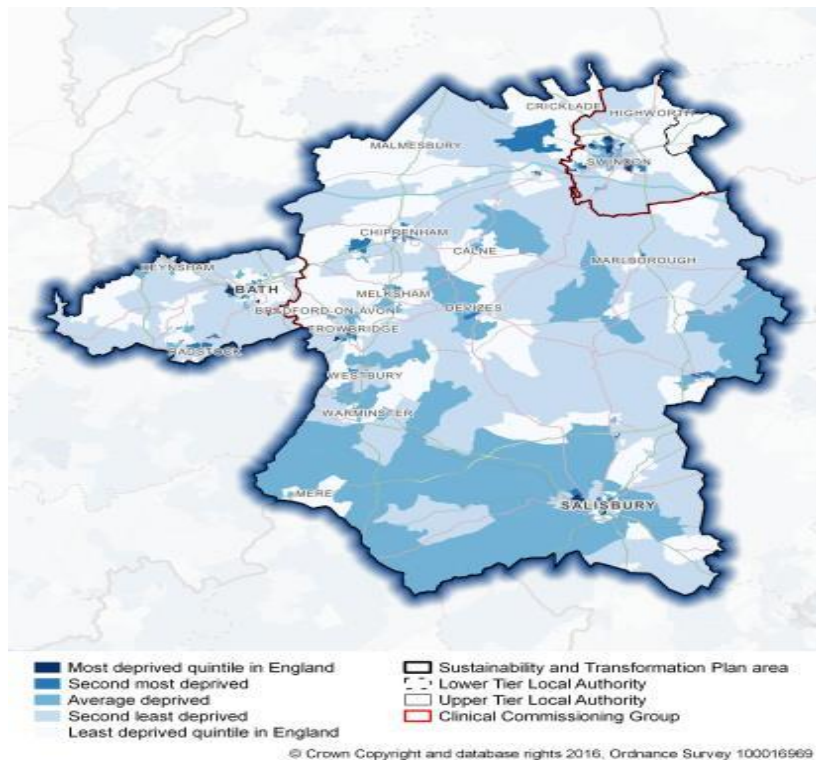 CRICKLADE
HIGHWORTH
MALMESBURY
SWINDON
CHIPPENHAM
CALNE
KEYNSHAM
MARLBOROUGH
BATH
MELKSHAM
BRADFORD-ON-AVON
DEVIZES
TROWBRIDGE
RADSTOCK
WESTBURY
WARMINSTER
MERE
SALISBURY
Most deprived quintile in England
Second most deprived
Average deprived
Second least deprived
Least deprived quintile in England
Sustainability and Transformation Plan area
Lower Tier Local Authority
Upper Tier Local Authority
Clinical Commissioning Group
© Crown Copyright and database rights 2016, Ordnance Survey 100016969